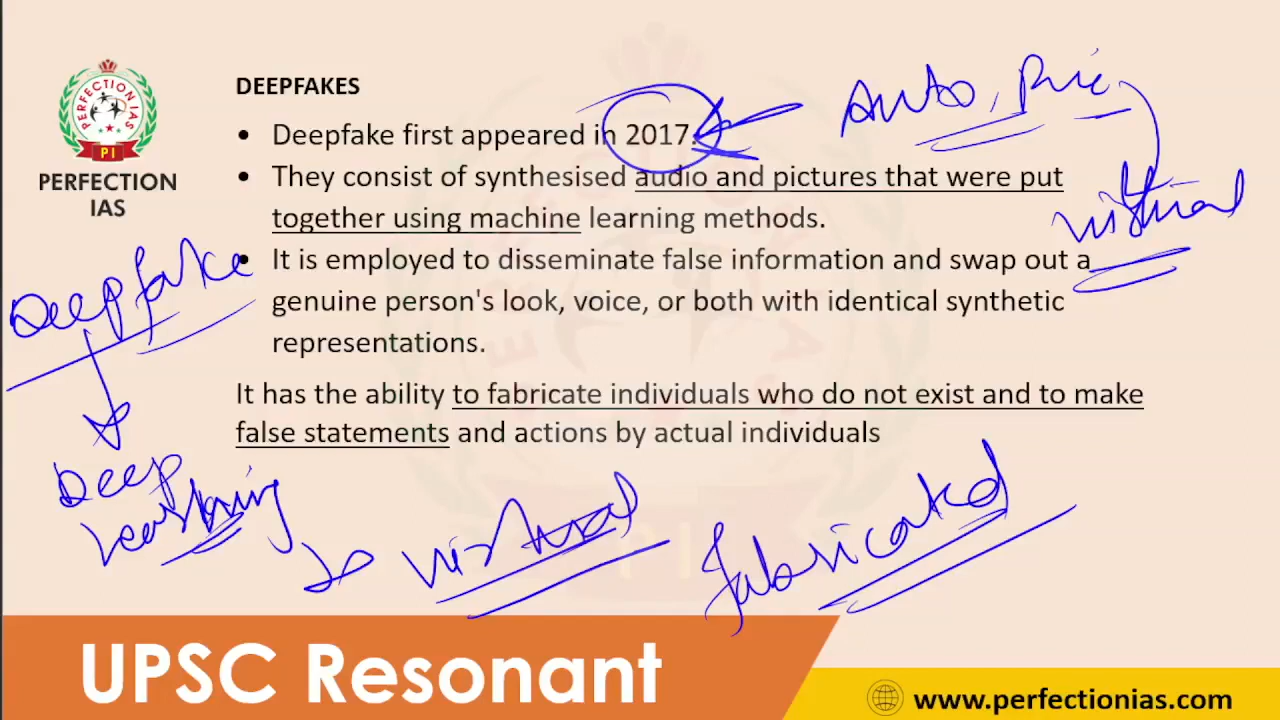 PERFECTION IAS
PI
PERFECTION
IAS
DEEPFAKES
• Deepfake first appeared in 2017.
• They consist of synthesised audio and pictures that were put
together using machine learning methods.
• It is employed to disseminate false information and swap out a
genuine person's look, voice, or both with identical synthetic
representations.
It has the ability to fabricate individuals who do not exist and to make
false statements and actions by actual individuals
Deepfake
Deep
Learning
virtual
Fabricated
virtual
UPSC Resonant
www.perfectionias.com